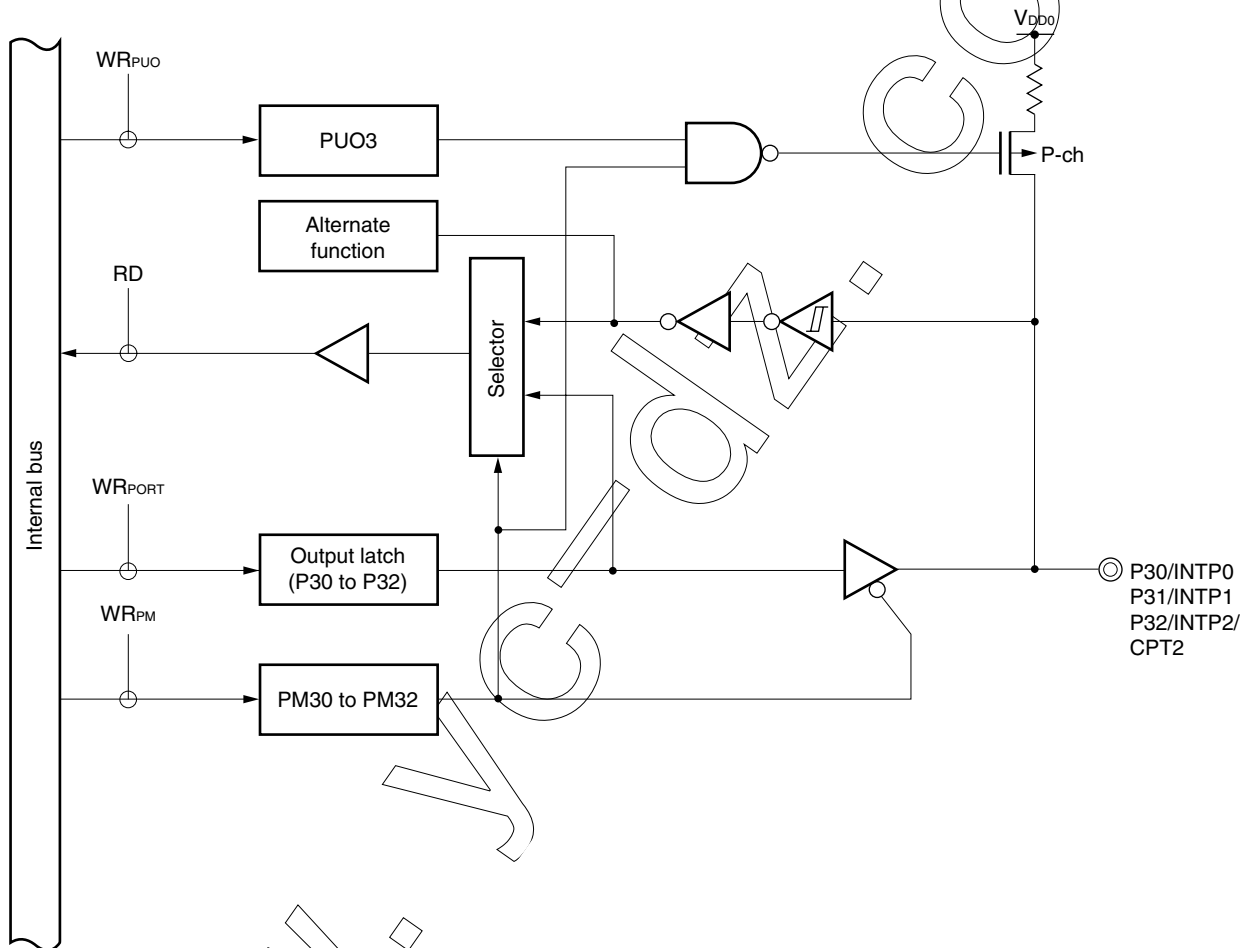 VDD0
WRPUO
PUO3
P-ch
Alternate
function
RD
Selector
Internal bus
WRPORT
Output latch
(P30 to P32)
P30/INTP0
P31/INTP1
P32/INTP2/
CPT2
WRPM
PM30 to PM32